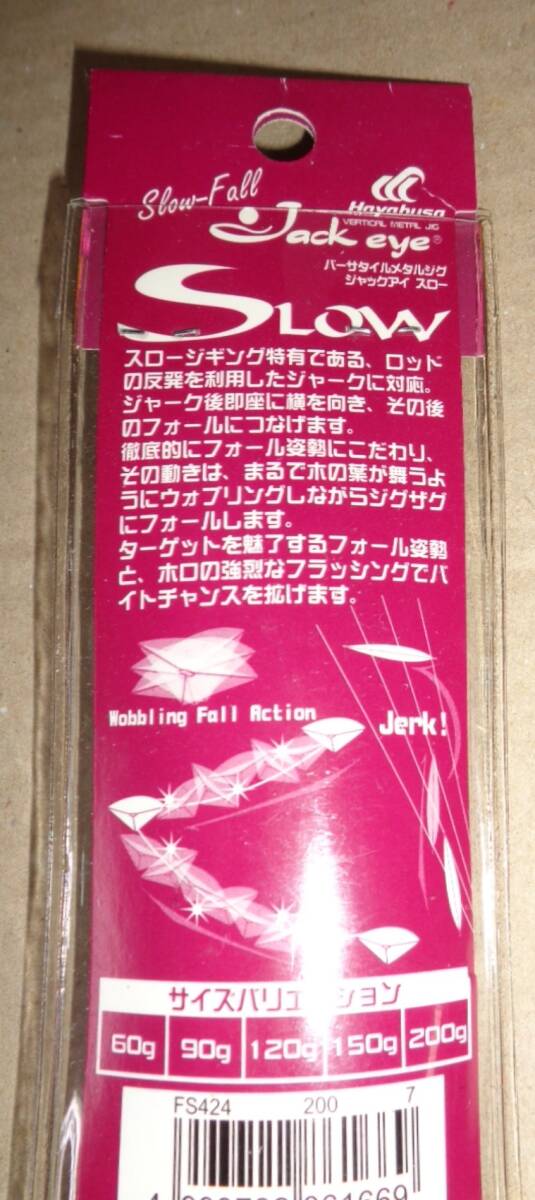 Slow-Fall
Hayabusa
VERTICAL METAL JIG
Jack eye®
バーサタイルメタルジグ
ジャックアイ スロー
SLOW
スロージギング特有である、ロッド
の反発を利用したジャークに対応。
ジャーク後即座に横を向き、その後
のフォールにつなげます。
徹底的にフォール姿勢にこだわり、
その動きは、まるで木の葉が舞うよ
うにウォブリングしながらジグザグ
にフォールします。
ターゲットを魅了するフォール姿勢
と、ホロの強烈なフラッシングでバ
イトチャンスを拡げます。
Wobbling Fall Action
Jerk!
サイズバリエーション
60g 90g 120g 150g 200g
FS424 200 7